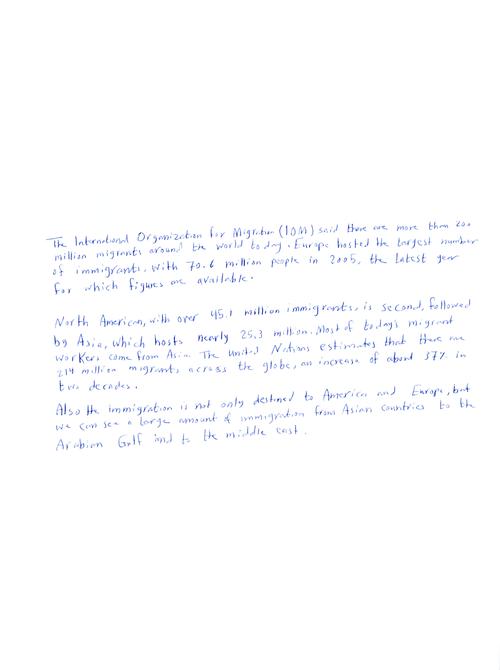 The International Organization for Migration (IOM) said there are more than 200
million migrants around the world today. Europe hosted the largest number
of immigrants, with 70.6 million people in 2005, the latest year
for which figures are available.
North American, with over 45.1 million immigrants, is second, followed
by Asia, which hosts nearly 25.3 million. Most of today's migrant
workers come from Asia. The United Nations estimates that there are
214 million migrants across the globe, an increase of about 37% in
two decades.
Also the immigration is not only destined to America and Europe, but
we can see a large amount of immigration from Asian countries to the
Arabian Gulf and to the middle east.